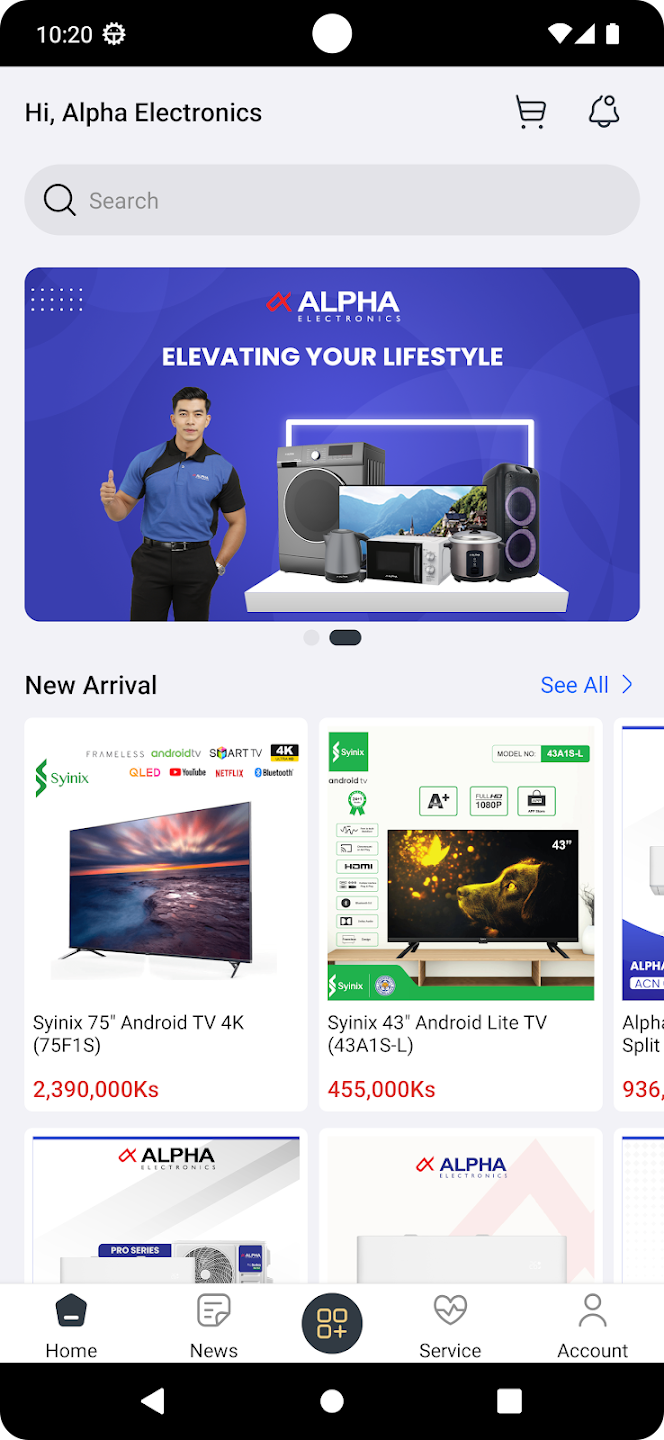 10:20
Hi, Alpha Electronics
Search
ALPHA
ELECTRONICS
ELEVATING YOUR LIFESTYLE
ALPHA
New Arrival
See All
FRAMELESS androidtv SMART TV 4K
Syinix
QLED YouTube NETFLIX Bluetooth
Syinix 75" Android TV 4K
(75F1S)
2,390,000Ks
Syinix
MODEL NO: 43A1S-L
android tv
A+
FULL HD
1080P
HDMI
43”
Syinix
Syinix 43" Android Lite TV
(43A1S-L)
455,000Ks
ALPHA
ACN
Alpha
Split
936,
ALPHA
ELECTRONICS
PRO SERIES
ALPHA
ELECTRONICS
Home
News
Service
Account